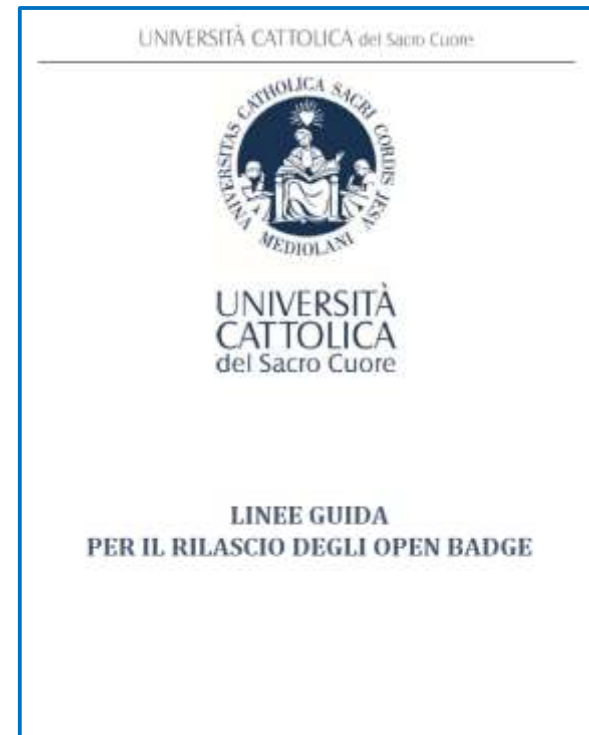 UNIVERSITÀ CATTOLICA del Sacro Cuore
UNIVERSITAS CATHOLICA SACRI CORDIS JESV
MEDIOLANI
UNIVERSITÀ
CATTOLICA
del Sacro Cuore
LINEE GUIDA
PER IL RILASCIO DEGLI OPEN BADGE